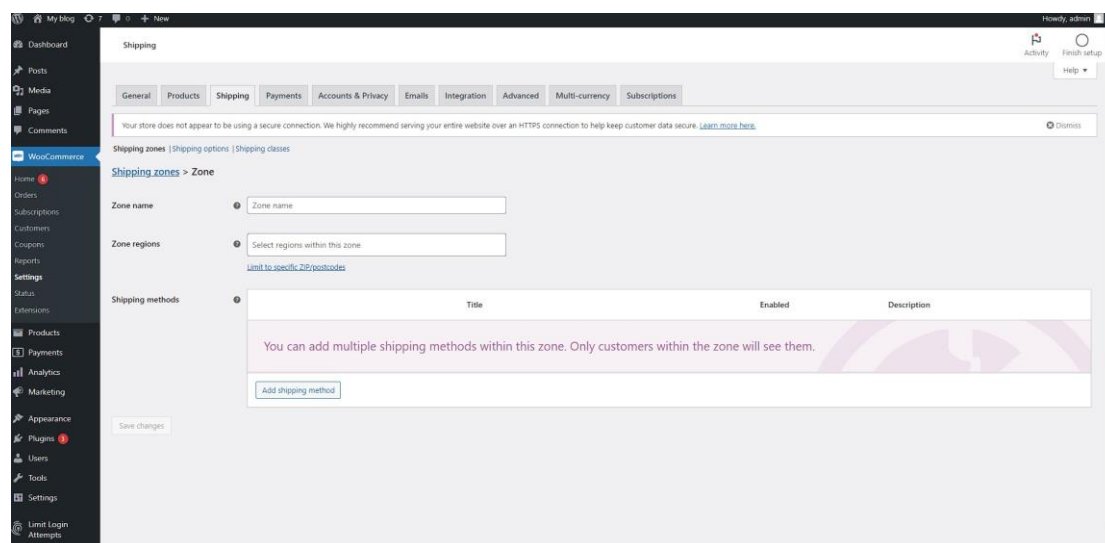 My blog 7 0 + New Howdy, admin
Dashboard
Posts
Media
Pages
Comments
WooCommerce
Home 6
Orders
Subscriptions
Customers
Coupons
Reports
Settings
Status
Extensions
Products
Payments
Analytics
Marketing
Appearance
Plugins 3
Users
Tools
Settings
Limit Login
Attempts
Shipping
Activity Finish setup
Help
General Products Shipping Payments Accounts & Privacy Emails Integration Advanced Multi-currency Subscriptions
Your store does not appear to be using a secure connection. We highly recommend serving your entire website over an HTTPS connection to help keep customer data secure. Learn more here. Dismiss
Shipping zones | Shipping options | Shipping classes
Shipping zones > Zone
Zone name Zone name
Zone regions Select regions within this zone
Limit to specific ZIP/postcodes
Shipping methods Title Enabled Description
You can add multiple shipping methods within this zone. Only customers within the zone will see them.
Add shipping method
Save changes